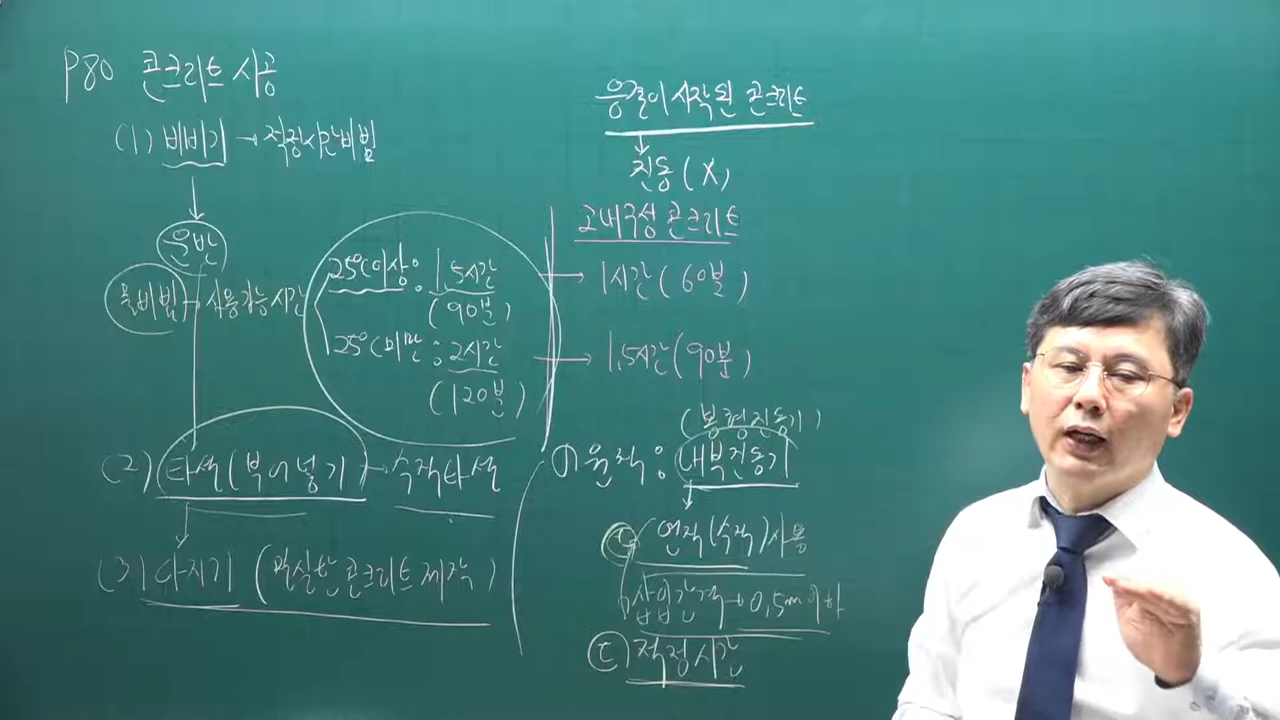 P80 콘크리트 시공
(1) 비비기 → 적정시간비빔
운반
물비빔 → 사용가능시간
25℃이상 : 1.5시간
(90분)
25℃미만 : 2시간
(120분)
(2) 타설(부어넣기 → 수직타설
(3) 다지기 (밀실한 콘크리트 제작)
응결이 시작된 콘크리트
진동(X)
고내구성 콘크리트
→ 1시간(60분)
→ 1.5시간(90분)
(봉형진동기)
㉠ 원칙 : 내부진동기
㉡ 연직(수직)사용
삽입간격 → 0.5m이하
㉢ 적정시간